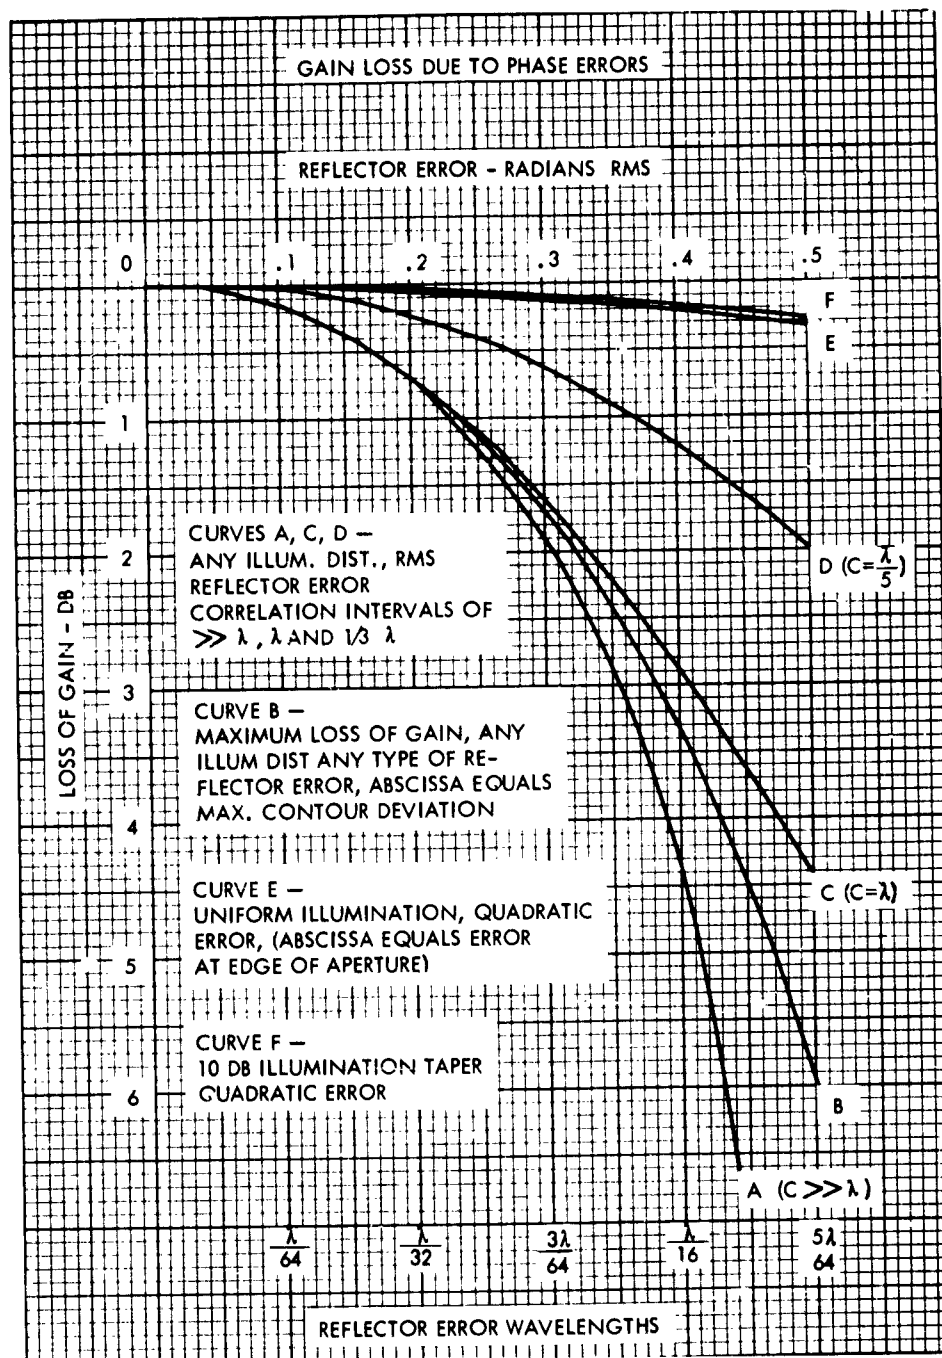 GAIN LOSS DUE TO PHASE ERRORS
REFLECTOR ERROR - RADIANS RMS
0 .1 .2 .3 .4 .5
F
E
1
CURVES A, C, D —
ANY ILLUM. DIST., RMS
REFLECTOR ERROR
CORRELATION INTERVALS OF
≫ λ, λ AND 1/3 λ
2
D (C=λ/5)
LOSS OF GAIN - DB
3
CURVE B —
MAXIMUM LOSS OF GAIN, ANY
ILLUM DIST ANY TYPE OF RE-
FLECTOR ERROR, ABSCISSA EQUALS
MAX. CONTOUR DEVIATION
4
CURVE E —
UNIFORM ILLUMINATION, QUADRATIC
ERROR, (ABSCISSA EQUALS ERROR
AT EDGE OF APERTURE)
C (C=λ)
5
CURVE F —
10 DB ILLUMINATION TAPER
QUADRATIC ERROR
6
B
A (C >> λ)
λ/64 λ/32 3λ/64 λ/16 5λ/64
REFLECTOR ERROR WAVELENGTHS